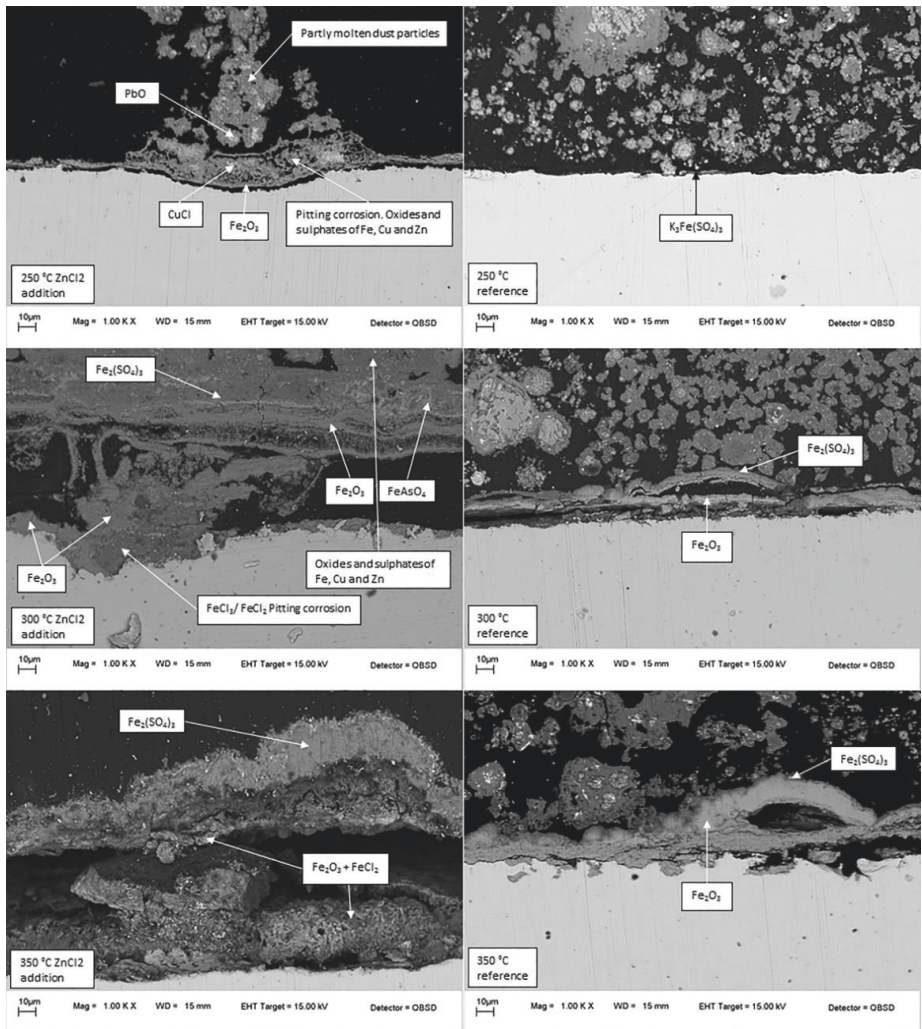 Partly molten dust particles
PbO
CuCl
Fe₂O₃
Pitting corrosion. Oxides and
sulphates of Fe, Cu and Zn
250 °C ZnCl2
addition
10µm
Mag = 1.00 K X WD = 15 mm EHT Target = 15.00 kV Detector = QBSD
K₃Fe(SO₄)₃
250 °C
reference
10µm
Mag = 1.00 K X WD = 15 mm EHT Target = 15.00 kV Detector = QBSD
Fe₂(SO₄)₃
Fe₂O₃
FeAsO₄
Fe₂O₃
Oxides and sulphates of
Fe, Cu and Zn
FeCl₃/ FeCl₂ Pitting corrosion
300 °C ZnCl2
addition
10µm
Mag = 1.00 K X WD = 15 mm EHT Target = 15.00 kV Detector = QBSD
Fe₂(SO₄)₃
Fe₂O₃
300 °C
reference
10µm
Mag = 1.00 K X WD = 15 mm EHT Target = 15.00 kV Detector = QBSD
Fe₂(SO₄)₃
Fe₂O₃ + FeCl₂
350 °C ZnCl2
addition
10µm
Mag = 1.00 K X WD = 15 mm EHT Target = 15.00 kV Detector = QBSD
Fe₂(SO₄)₃
Fe₂O₃
350 °C
reference
10µm
Mag = 1.00 K X WD = 15 mm EHT Target = 15.00 kV Detector = QBSD